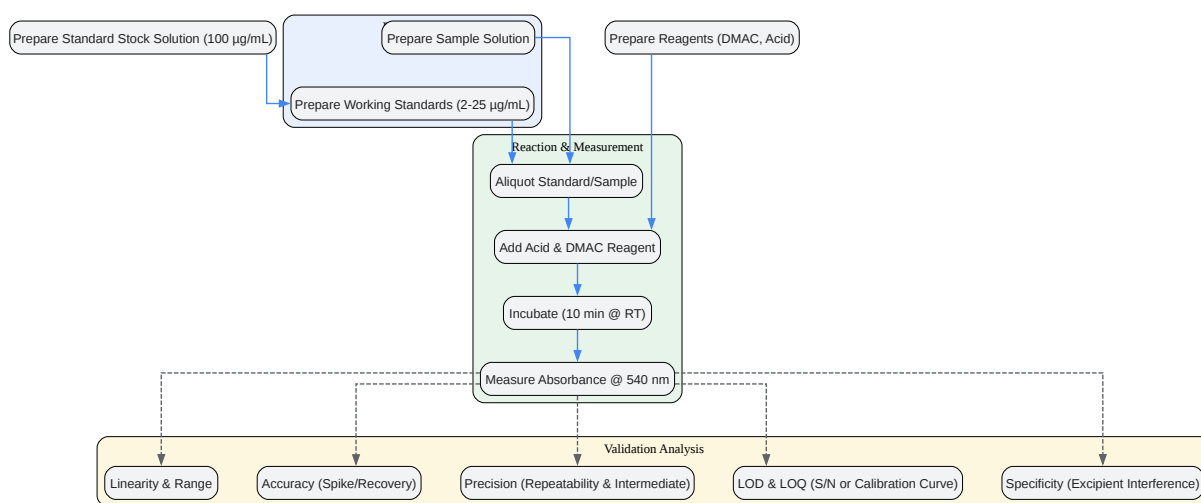 Prepare Standard Stock Solution (100 µg/mL)
Prepare Sample Solution
Prepare Reagents (DMAC, Acid)
Prepare Working Standards (2-25 µg/mL)
Reaction & Measurement
Aliquot Standard/Sample
Add Acid & DMAC Reagent
Incubate (10 min @ RT)
Measure Absorbance @ 540 nm
Validation Analysis
Linearity & Range
Accuracy (Spike/Recovery)
Precision (Repeatability & Intermediate)
LOD & LOQ (S/N or Calibration Curve)
Specificity (Excipient Interference)